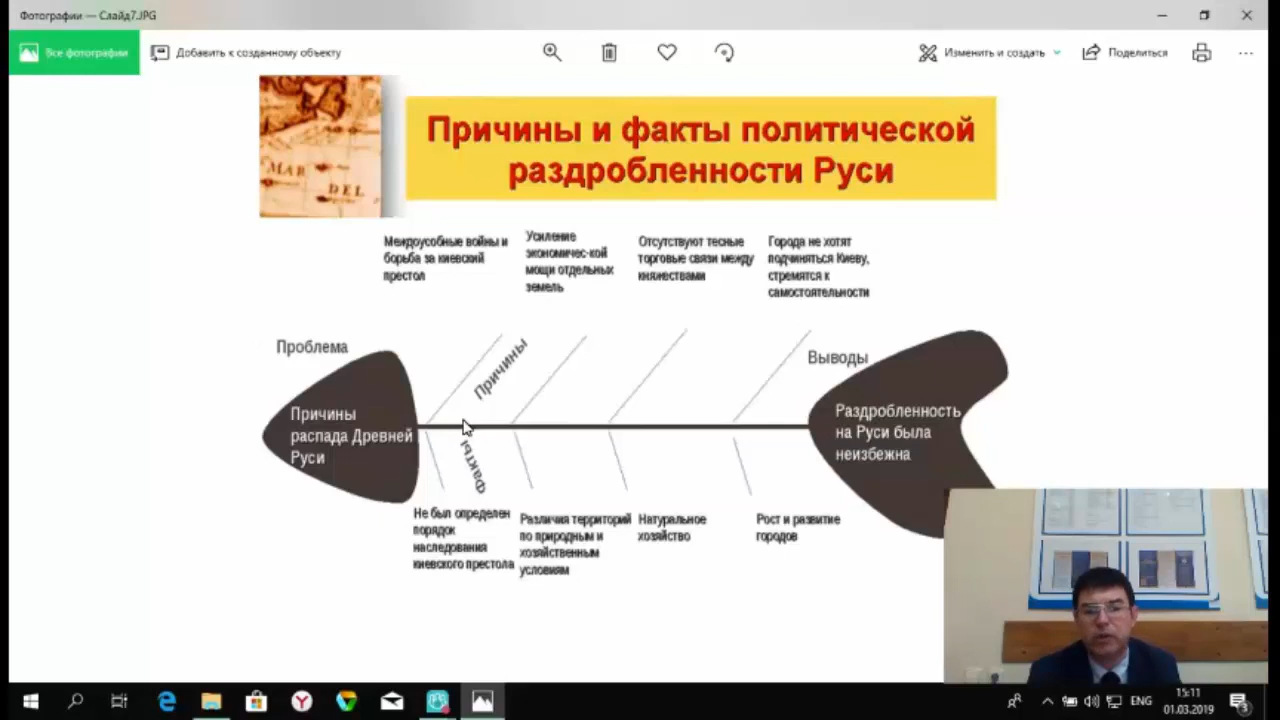 Фотографии — Слайд7.JPG
Все фотографии
Добавить к созданному объекту
Изменить и создать
Поделиться
MAR
DEL
Причины и факты политической
раздробленности Руси
Междоусобные войны и
борьба за киевский
престол
Усиление
экономичес-кой
мощи отдельных
земель
Отсутствуют тесные
торговые связи между
княжествами
Города не хотят
подчиняться Киеву,
стремятся к
самостоятельности
Проблема
Причины
Выводы
Причины
распада Древней
Руси
Раздробленность
на Руси была
неизбежна
Факты
Не был определен
порядок
наследования
киевского престола
Различия территорий
по природным и
хозяйственным
условиям
Натуральное
хозяйство
Рост и развитие
городов
ENG
15:11
01.03.2019
3